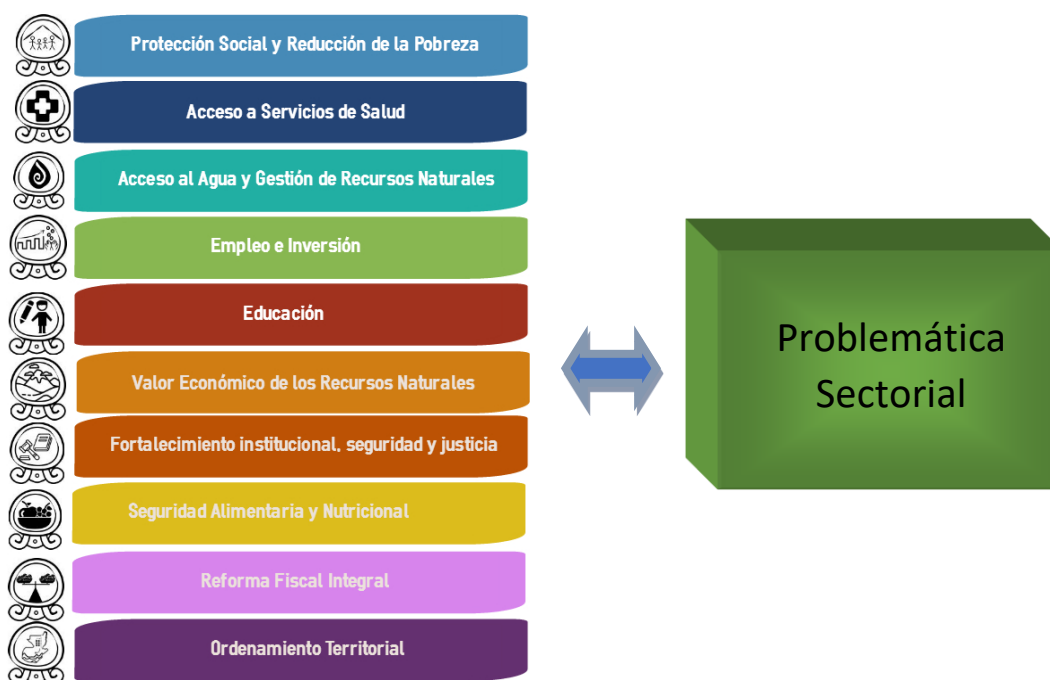 Protección Social y Reducción de la Pobreza
Acceso a Servicios de Salud
Acceso al Agua y Gestión de Recursos Naturales
Empleo e Inversión
Educación
Valor Económico de los Recursos Naturales
Fortalecimiento institucional, seguridad y justicia
Seguridad Alimentaria y Nutricional
Reforma Fiscal Integral
Ordenamiento Territorial
Problemática
Sectorial